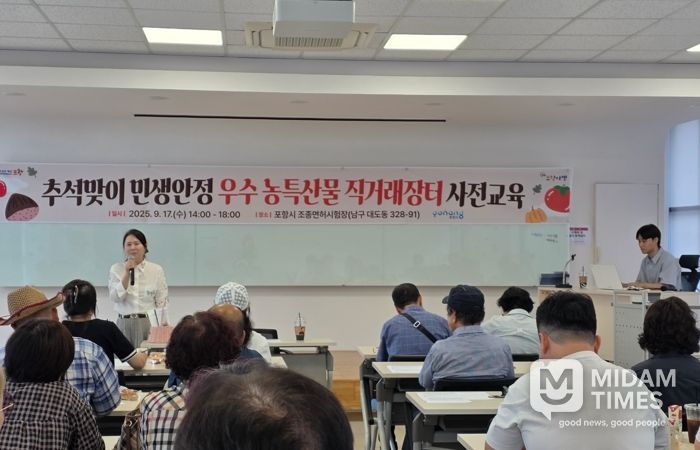 추석맞이 민생안정 우수 농특산물 직거래장터 사전교육
| 일시 | 2025. 9. 17.(수) 14:00 - 18:00 | 장소 | 포항시 조종면허시험장(남구 대도동 328-91)
MIDAM
TIMES
good news, good people